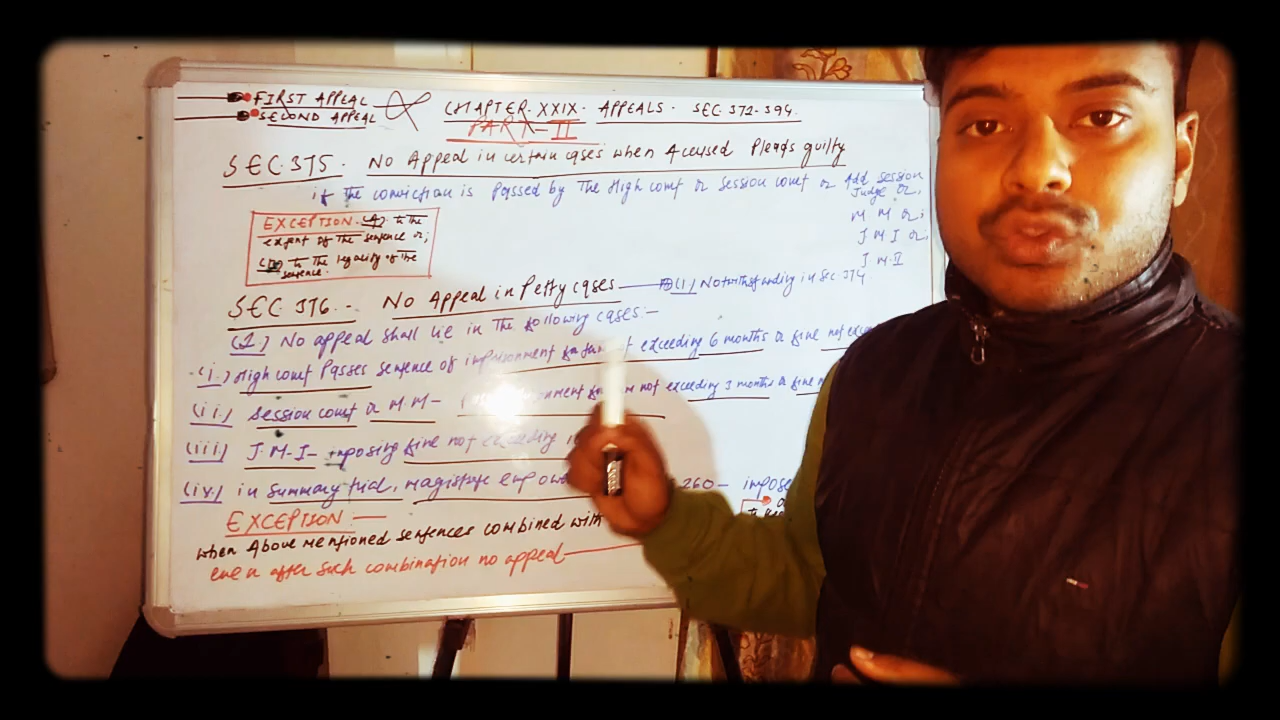 FIRST APPEAL
SECOND APPEAL
CHAPTER-XXIX- APPEALS- SEC.372-394.
PART-II
SEC.375. No Appeal in certain cases when Accused Pleads guilty
if the conviction is Passed by The High court or Session court or Add session
Judge or,
M M or;
J M I or;
J M II
EXCEPTION- (A) to the
extent of The sentence or;
to the legality of the
sentence.
SEC 376.- No Appeal in Petty cases (1) Notwithstanding in Sec.374
(1.) No appeal shall lie in The following cases:-
(i.) High court Passes sentence of imprisonment exceeding 6 months or fine not
(ii.) Session court or M M- not exceeding 3 months or fine
(iii.) J.M-I- imposing fine not exceeding
(iv.) in Summary trial, magistrate 260- impose
EXCEPTION:-
when Above mentioned sentences combined with
even after such combination no appeal